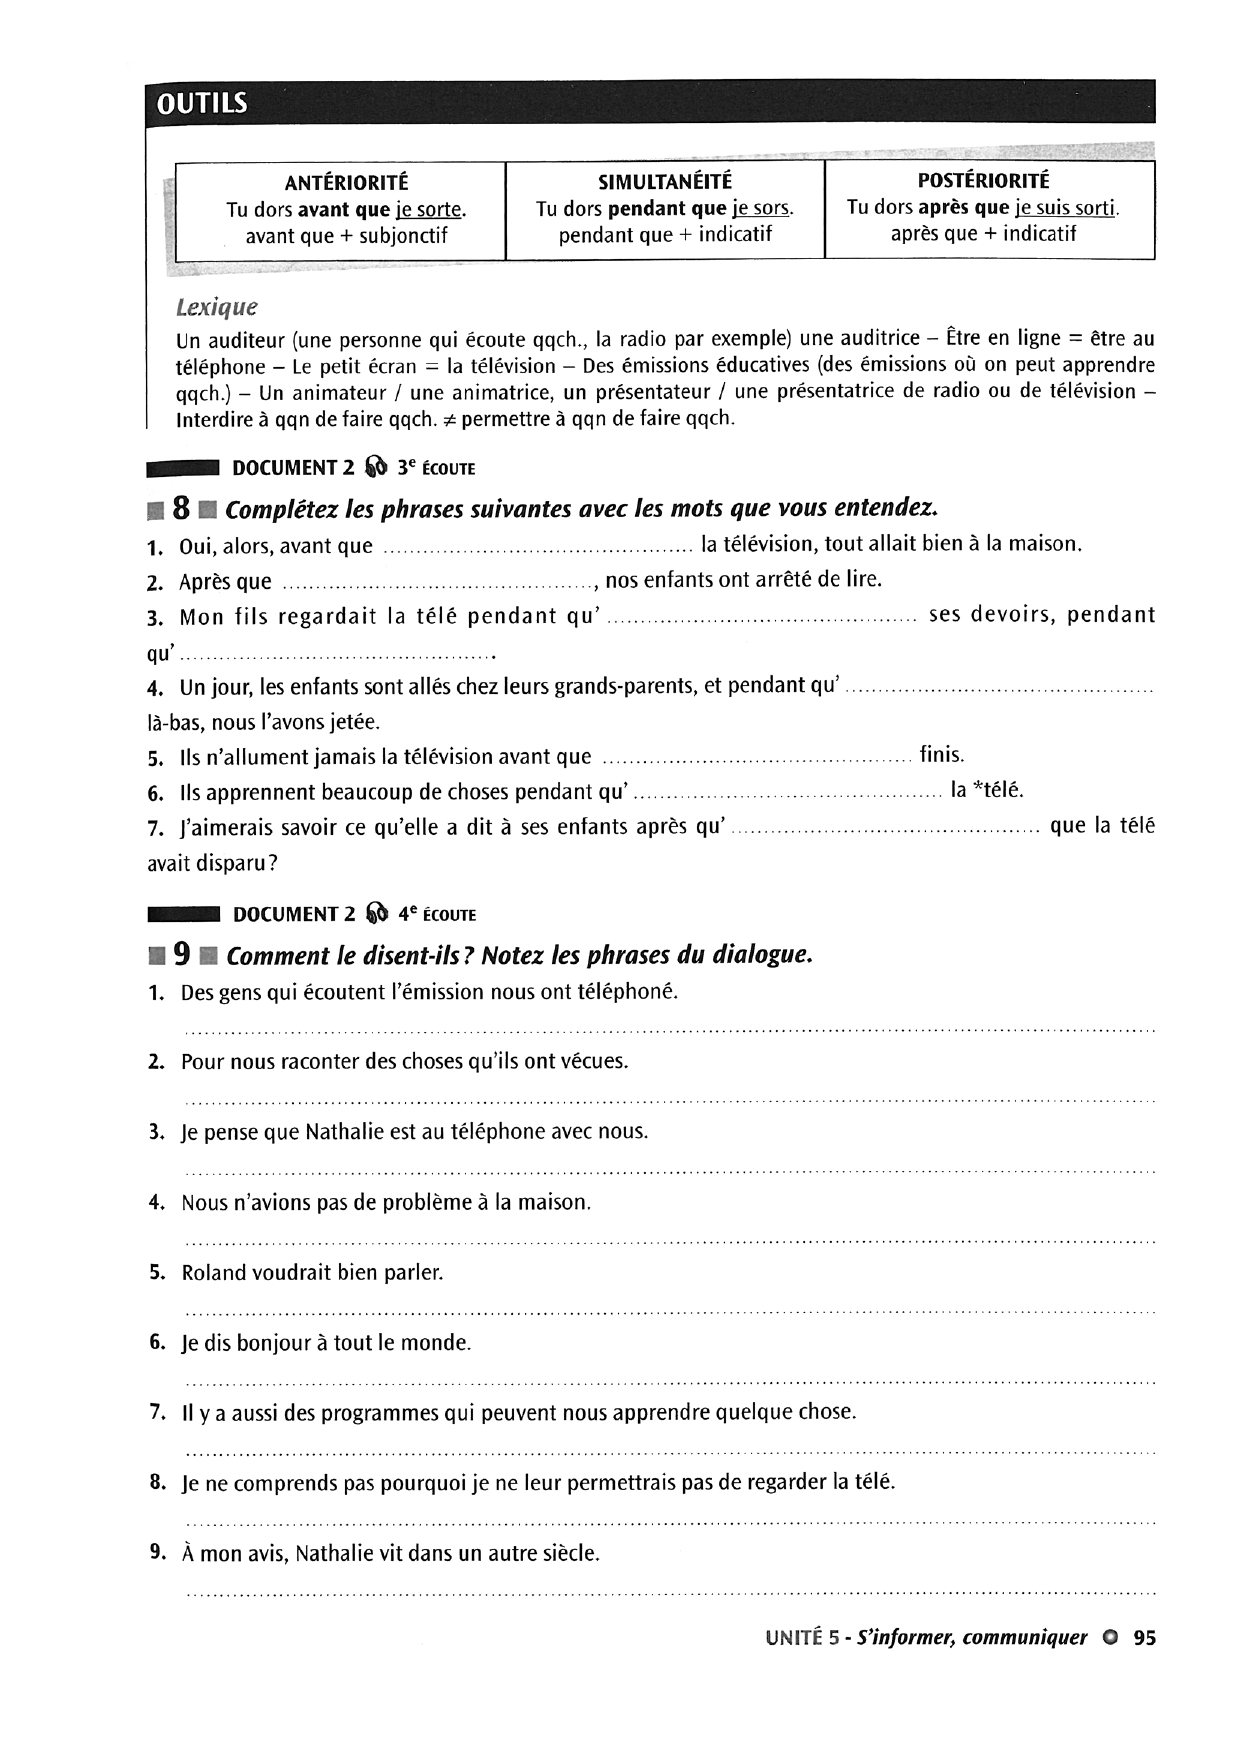 OUTILS
ANTÉRIORITÉ
Tu dors avant que je sorte.
avant que + subjonctif
SIMULTANÉITÉ
Tu dors pendant que je sors.
pendant que + indicatif
POSTÉRIORITÉ
Tu dors après que je suis sorti.
après que + indicatif
Lexique
Un auditeur (une personne qui écoute qqch., la radio par exemple) une auditrice – Être en ligne = être au
téléphone – Le petit écran = la télévision – Des émissions éducatives (des émissions où on peut apprendre
qqch.) – Un animateur / une animatrice, un présentateur / une présentatrice de radio ou de télévision –
Interdire à qqn de faire qqch. ≠ permettre à qqn de faire qqch.
DOCUMENT 2 3e ÉCOUTE
8 Complétez les phrases suivantes avec les mots que vous entendez.
1. Oui, alors, avant que ............................................... la télévision, tout allait bien à la maison.
2. Après que ..............................................., nos enfants ont arrêté de lire.
3. Mon fils regardait la télé pendant qu'............................................... ses devoirs, pendant
qu'...............................................
4. Un jour, les enfants sont allés chez leurs grands-parents, et pendant qu'...............................................
là-bas, nous l'avons jetée.
5. Ils n'allument jamais la télévision avant que ............................................... finis.
6. Ils apprennent beaucoup de choses pendant qu'............................................... la *télé.
7. J'aimerais savoir ce qu'elle a dit à ses enfants après qu'............................................... que la télé
avait disparu ?
DOCUMENT 2 4e ÉCOUTE
9 Comment le disent-ils ? Notez les phrases du dialogue.
1. Des gens qui écoutent l'émission nous ont téléphoné.
2. Pour nous raconter des choses qu'ils ont vécues.
3. Je pense que Nathalie est au téléphone avec nous.
4. Nous n'avions pas de problème à la maison.
5. Roland voudrait bien parler.
6. Je dis bonjour à tout le monde.
7. Il y a aussi des programmes qui peuvent nous apprendre quelque chose.
8. Je ne comprends pas pourquoi je ne leur permettrais pas de regarder la télé.
9. À mon avis, Nathalie vit dans un autre siècle.
UNITÉ 5 - S'informer, communiquer 95